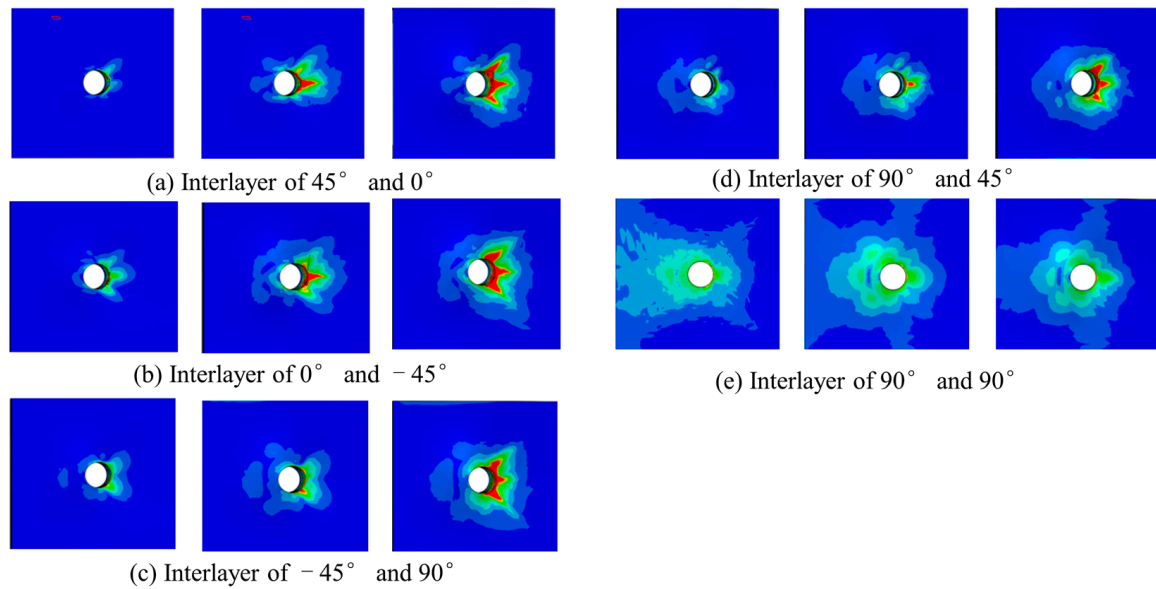 (a) Interlayer of 45° and 0°
(b) Interlayer of 0° and －45°
(c) Interlayer of －45° and 90°
(d) Interlayer of 90° and 45°
(e) Interlayer of 90° and 90°